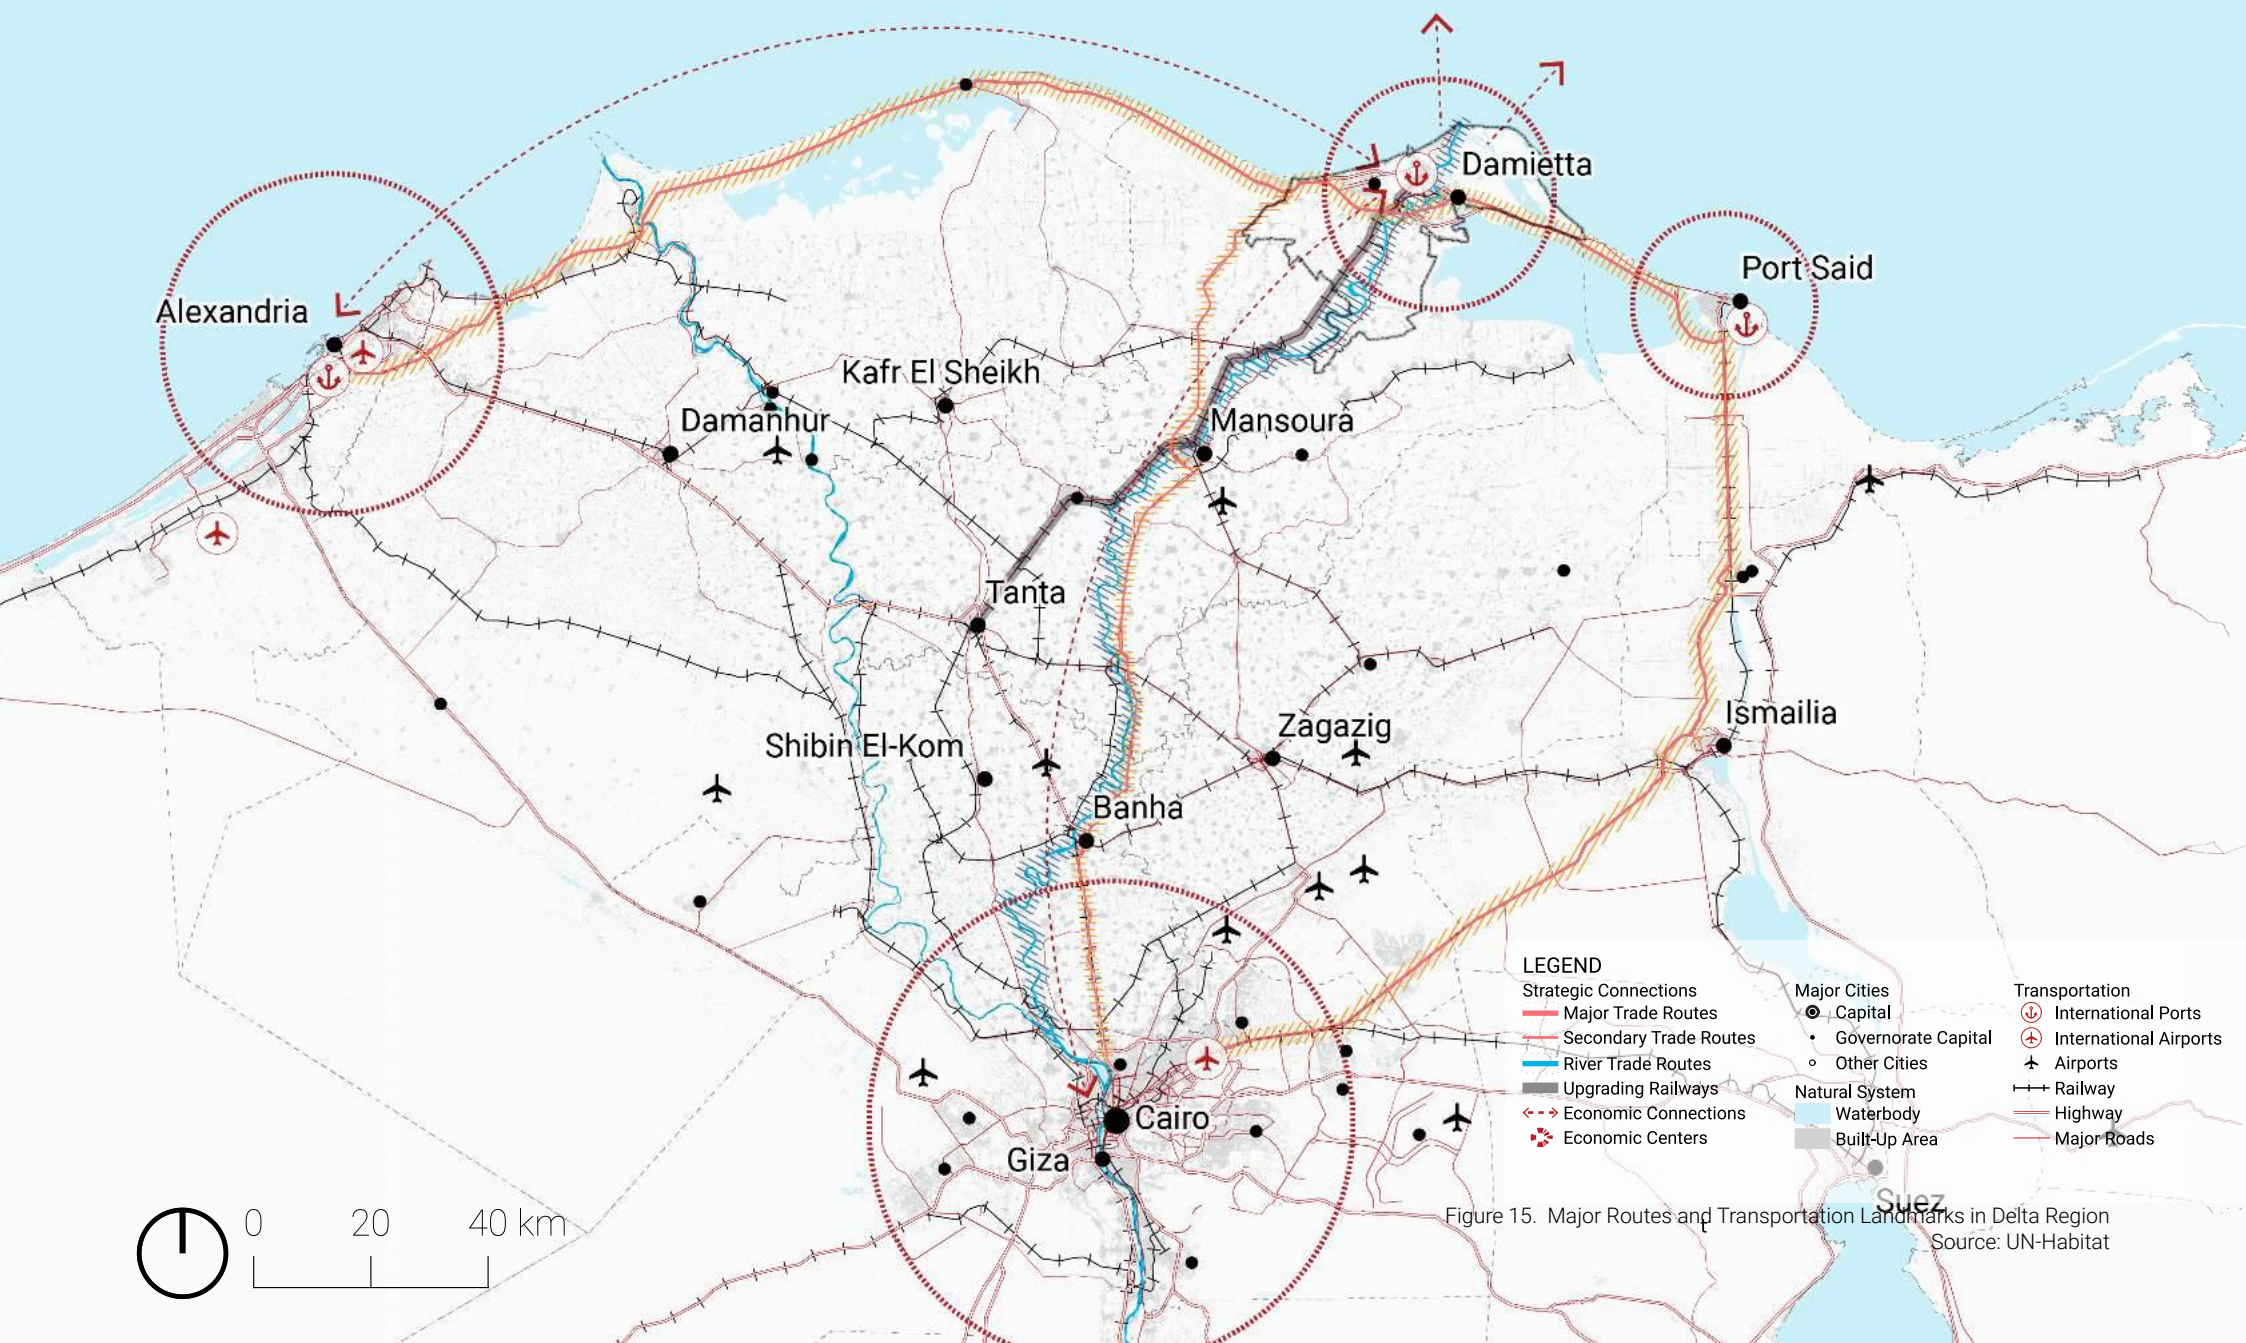 Damietta
Port Said
Alexandria
Kafr El Sheikh
Damanhur
Mansoura
Tanta
Ismailia
Zagazig
Shibin El-Kom
Banha
Cairo
Giza
Suez
0 20 40 km
LEGEND
Strategic Connections
Major Trade Routes
Secondary Trade Routes
River Trade Routes
Upgrading Railways
Economic Connections
Economic Centers
Major Cities
Capital
Governorate Capital
Other Cities
Natural System
Waterbody
Built-Up Area
Transportation
International Ports
International Airports
Airports
Railway
Highway
Major Roads
Figure 15. Major Routes and Transportation Landmarks in Delta Region
t
Source: UN-Habitat